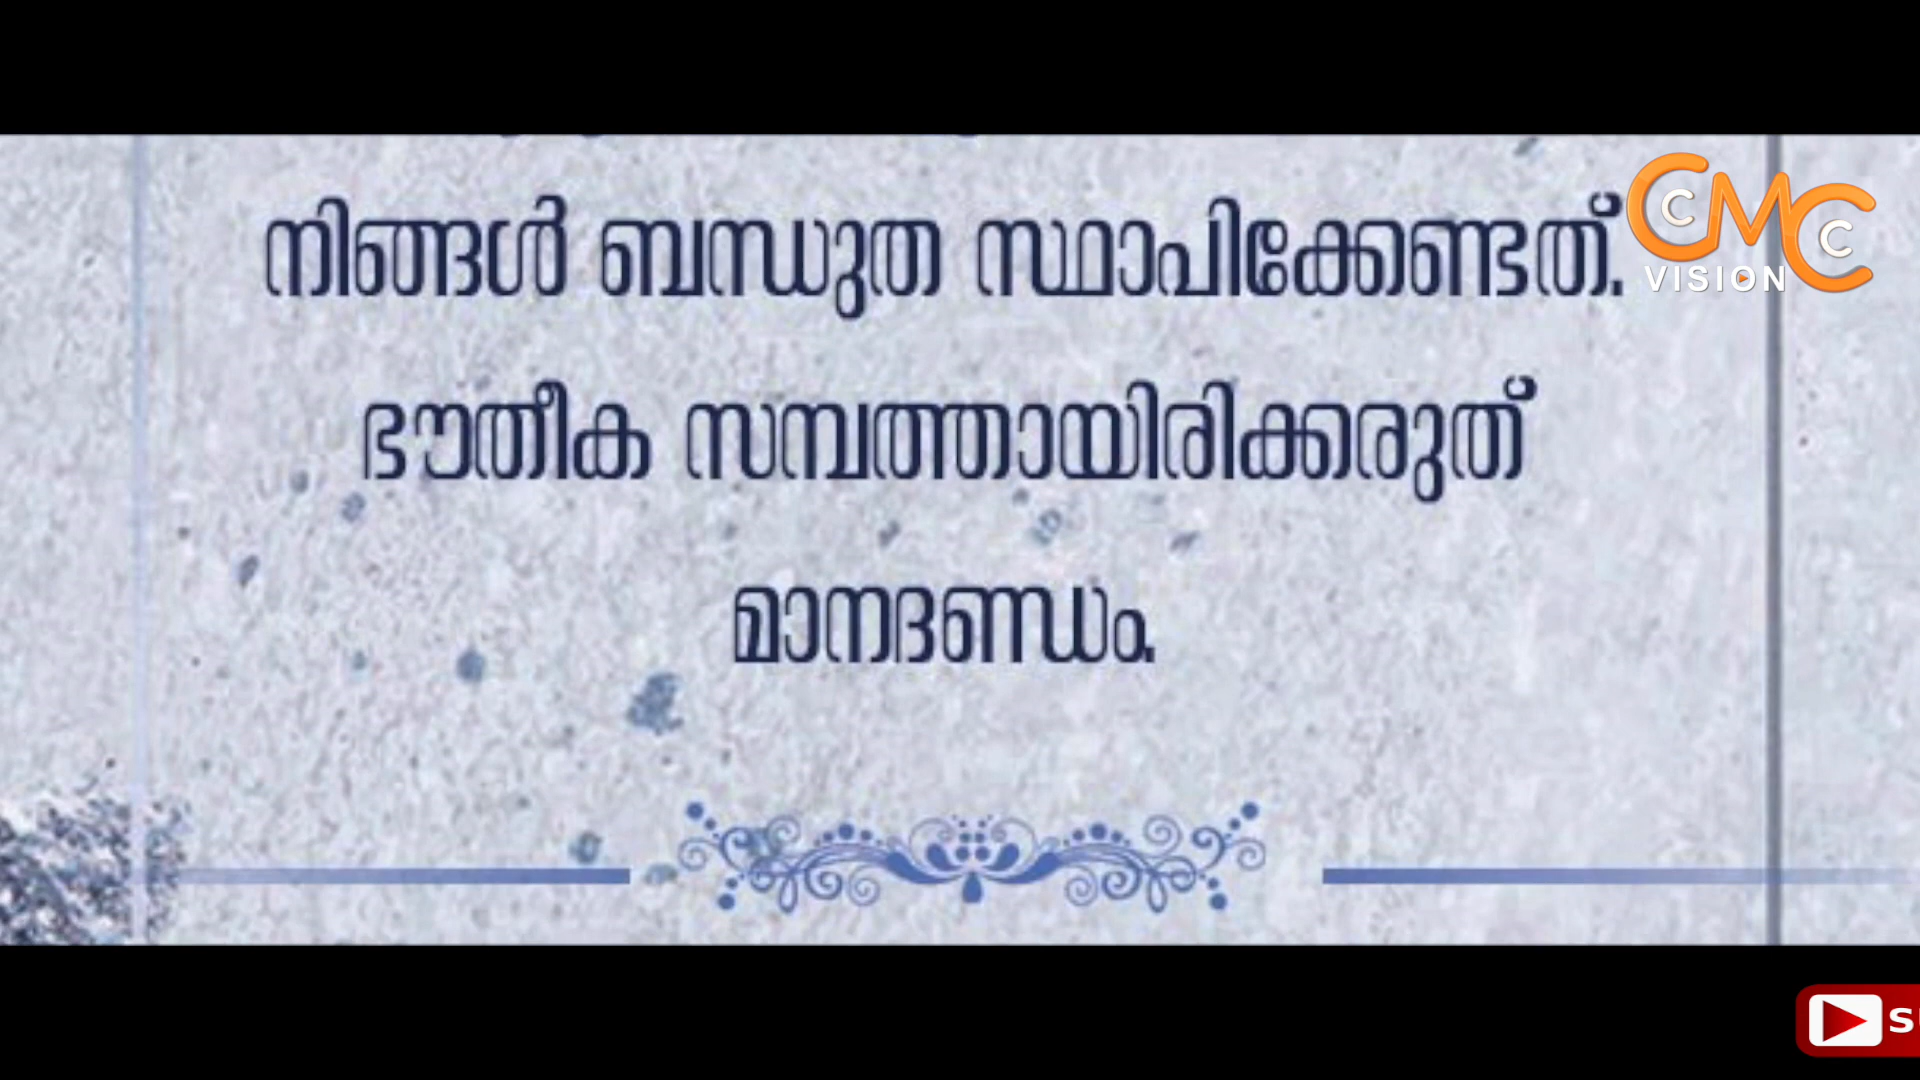 നിങ്ങൾ ബന്ധുത സ്ഥാപിക്കേണ്ടത്.
ഭൗതീക സമ്പത്തായിരിക്കരുത്
മാനദണ്ഡം.
CMC
C C
VISION